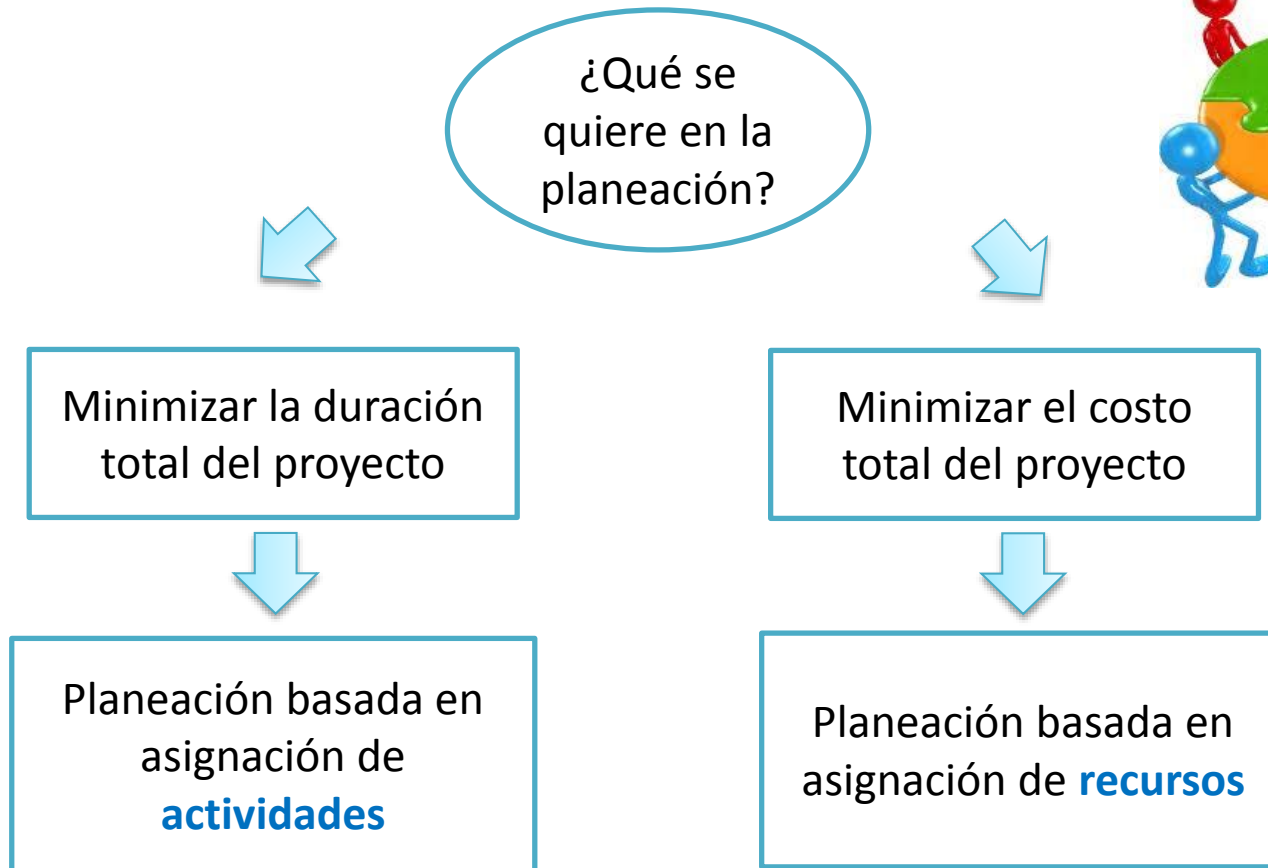 ¿Qué se
quiere en la
planeación?
Minimizar la duración
total del proyecto
Minimizar el costo
total del proyecto
Planeación basada en
asignación de
actividades
Planeación basada en
asignación de recursos